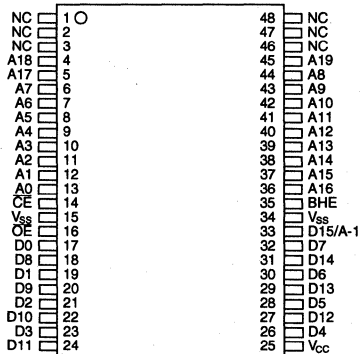 NC 1 48 NC
NC 2 47 NC
NC 3 46 NC
A18 4 45 A19
A17 5 44 A8
A7 6 43 A9
A6 7 42 A10
A5 8 41 A11
A4 9 40 A12
A3 10 39 A13
A2 11 38 A14
A1 12 37 A15
A0 13 36 A16
C̅E̅ 14 35 BHE
VSS 15 34 VSS
O̅E̅ 16 33 D15/A-1
D0 17 32 D7
D8 18 31 D14
D1 19 30 D6
D9 20 29 D13
D2 21 28 D5
D10 22 27 D12
D3 23 26 D4
D11 24 25 VCC